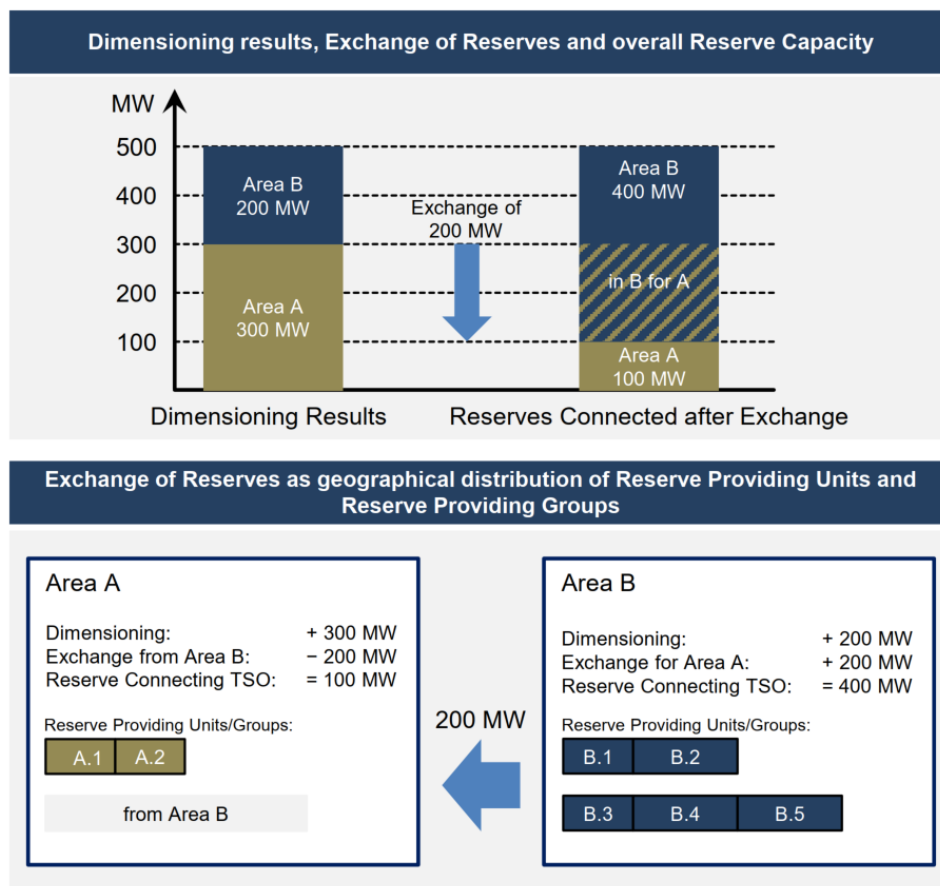 Dimensioning results, Exchange of Reserves and overall Reserve Capacity
MW
500
400
300
200
100
Area B
200 MW
Area A
300 MW
Exchange of
200 MW
Area B
400 MW
in B for A
Area A
100 MW
Dimensioning Results
Reserves Connected after Exchange
Exchange of Reserves as geographical distribution of Reserve Providing Units and
Reserve Providing Groups
Area A
Dimensioning: + 300 MW
Exchange from Area B: − 200 MW
Reserve Connecting TSO: = 100 MW
Reserve Providing Units/Groups:
A.1 A.2
from Area B
200 MW
Area B
Dimensioning: + 200 MW
Exchange for Area A: + 200 MW
Reserve Connecting TSO: = 400 MW
Reserve Providing Units/Groups:
B.1 B.2
B.3 B.4 B.5